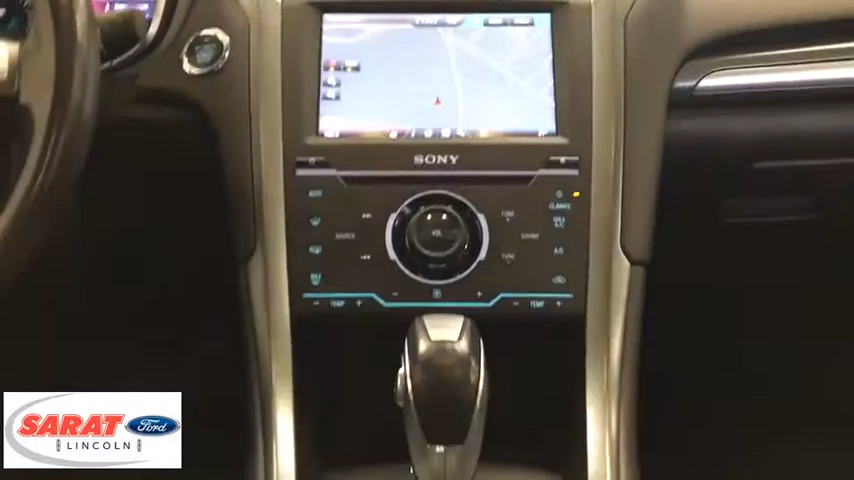 SONY
AUTO
CLIMATE
MAX
A/C
TUNE
SOURCE
VOL
SOUND
A/C
TUNE
- TEMP +
- +
- TEMP +
SARAT
Ford
LINCOLN